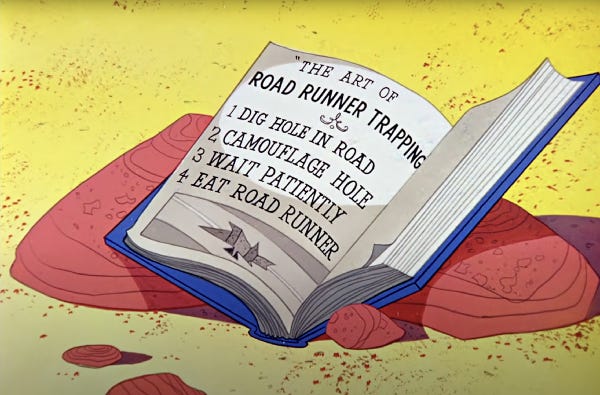 "THE ART OF
ROAD RUNNER TRAPPING
1 DIG HOLE IN ROAD
2 CAMOUFLAGE HOLE
3 WAIT PATIENTLY
4 EAT ROAD RUNNER